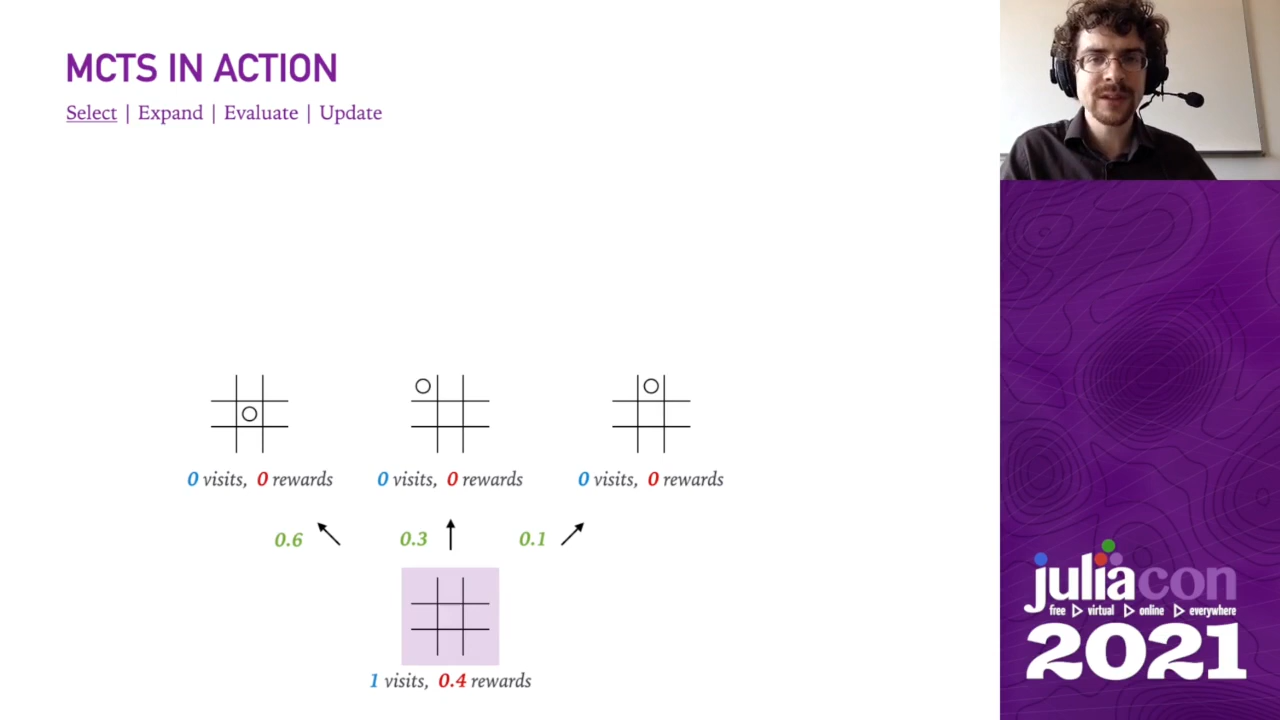 MCTS IN ACTION
Select | Expand | Evaluate | Update
0 visits, 0 rewards
0 visits, 0 rewards
0 visits, 0 rewards
0.6
0.3
0.1
1 visits, 0.4 rewards
juliacon
free ▷ virtual ▷ online ▷ everywhere
2021